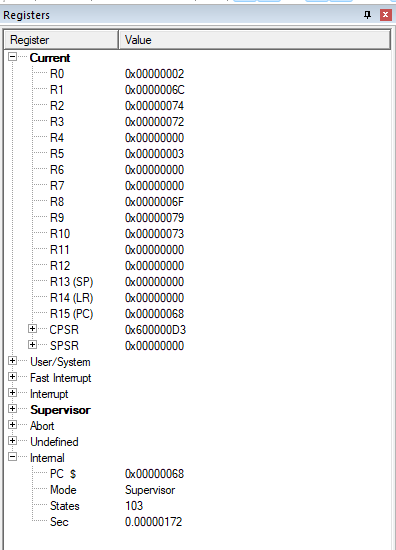 Registers
Register Value
Current
R0 0x00000002
R1 0x0000006C
R2 0x00000074
R3 0x00000072
R4 0x00000000
R5 0x00000003
R6 0x00000000
R7 0x00000000
R8 0x0000006F
R9 0x00000079
R10 0x00000073
R11 0x00000000
R12 0x00000000
R13 (SP) 0x00000000
R14 (LR) 0x00000000
R15 (PC) 0x00000068
CPSR 0x600000D3
SPSR 0x00000000
User/System
Fast Interrupt
Interrupt
Supervisor
Abort
Undefined
Internal
PC $ 0x00000068
Mode Supervisor
States 103
Sec 0.00000172